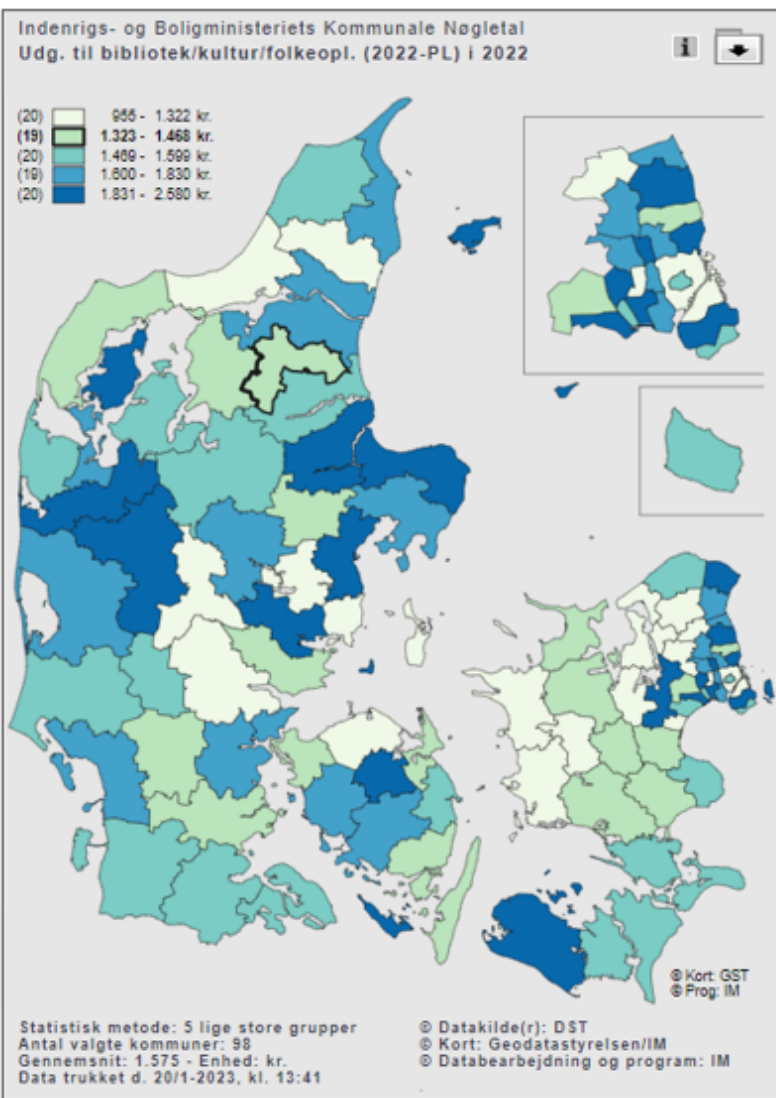 Indenrigs- og Boligministeriets Kommunale Nøgletal
Udg. til bibliotek/kultur/folkeopl. (2022-PL) i 2022
i
(20) 955 - 1.322 kr.
(19) 1.323 - 1.468 kr.
(20) 1.469 - 1.599 kr.
(19) 1.600 - 1.830 kr.
(20) 1.831 - 2.580 kr.
© Kort: GST
© Prog: IM
Statistisk metode: 5 lige store grupper
Antal valgte kommuner: 98
Gennemsnit: 1.575 - Enhed: kr.
Data trukket d. 20/1-2023, kl. 13:41
© Datakilde(r): DST
© Kort: Geodatastyrelsen/IM
© Databearbejdning og program: IM